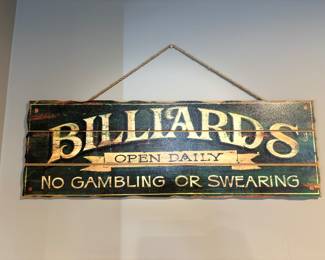 BILLIARDS
OPEN DAILY
NO GAMBLING OR SWEARING